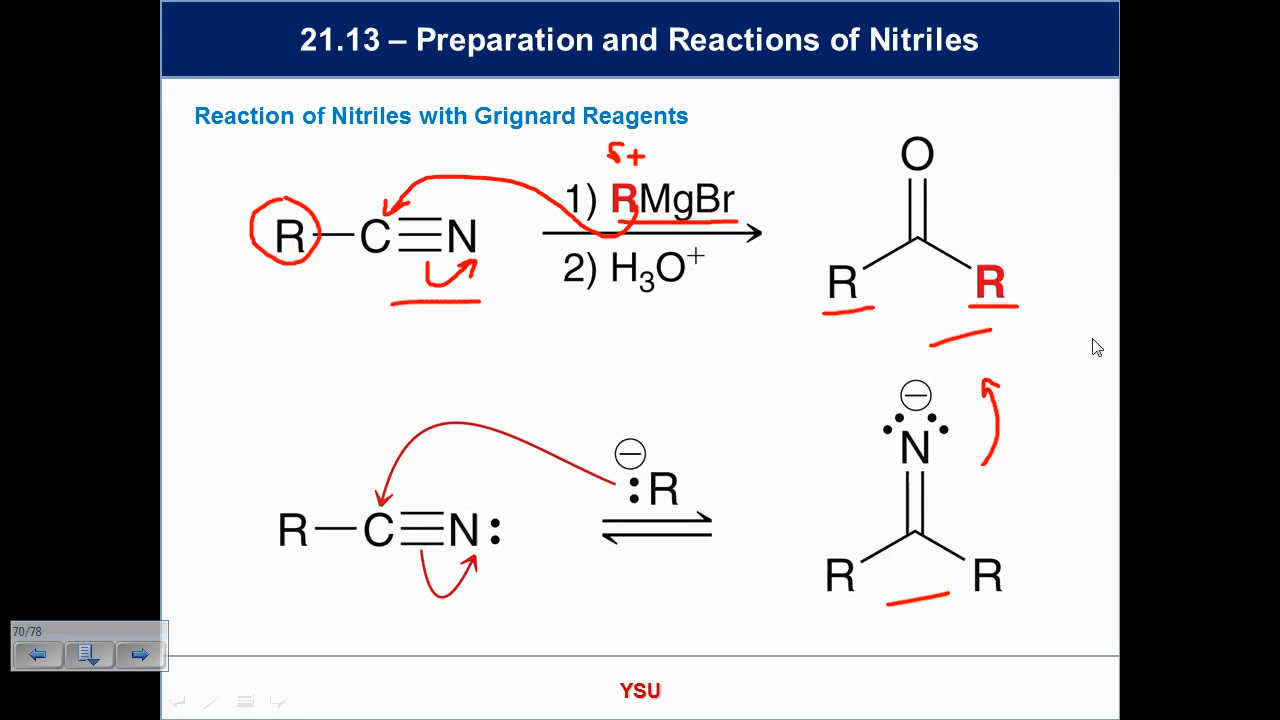 21.13 – Preparation and Reactions of Nitriles
Reaction of Nitriles with Grignard Reagents
δ+
O
1) RMgBr
R—C≡N
2) H₃O⁺
R R
⊖
N
⊖
:R
R—C≡N:
R R
70/78
YSU